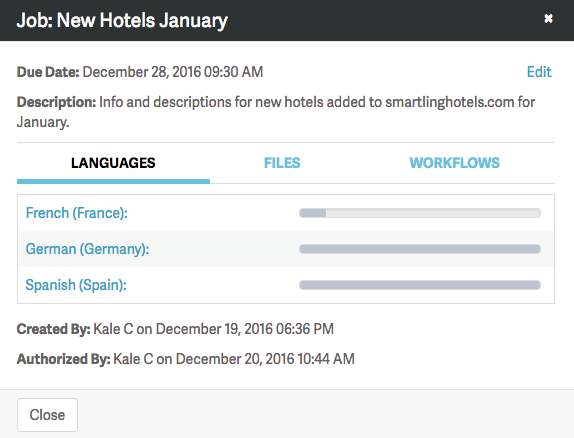 Job: New Hotels January
Due Date: December 28, 2016 09:30 AM
Edit
Description: Info and descriptions for new hotels added to smartlinghotels.com for
January.
LANGUAGES FILES WORKFLOWS
French (France):
German (Germany):
Spanish (Spain):
Created By: Kale C on December 19, 2016 06:36 PM
Authorized By: Kale C on December 20, 2016 10:44 AM
Close